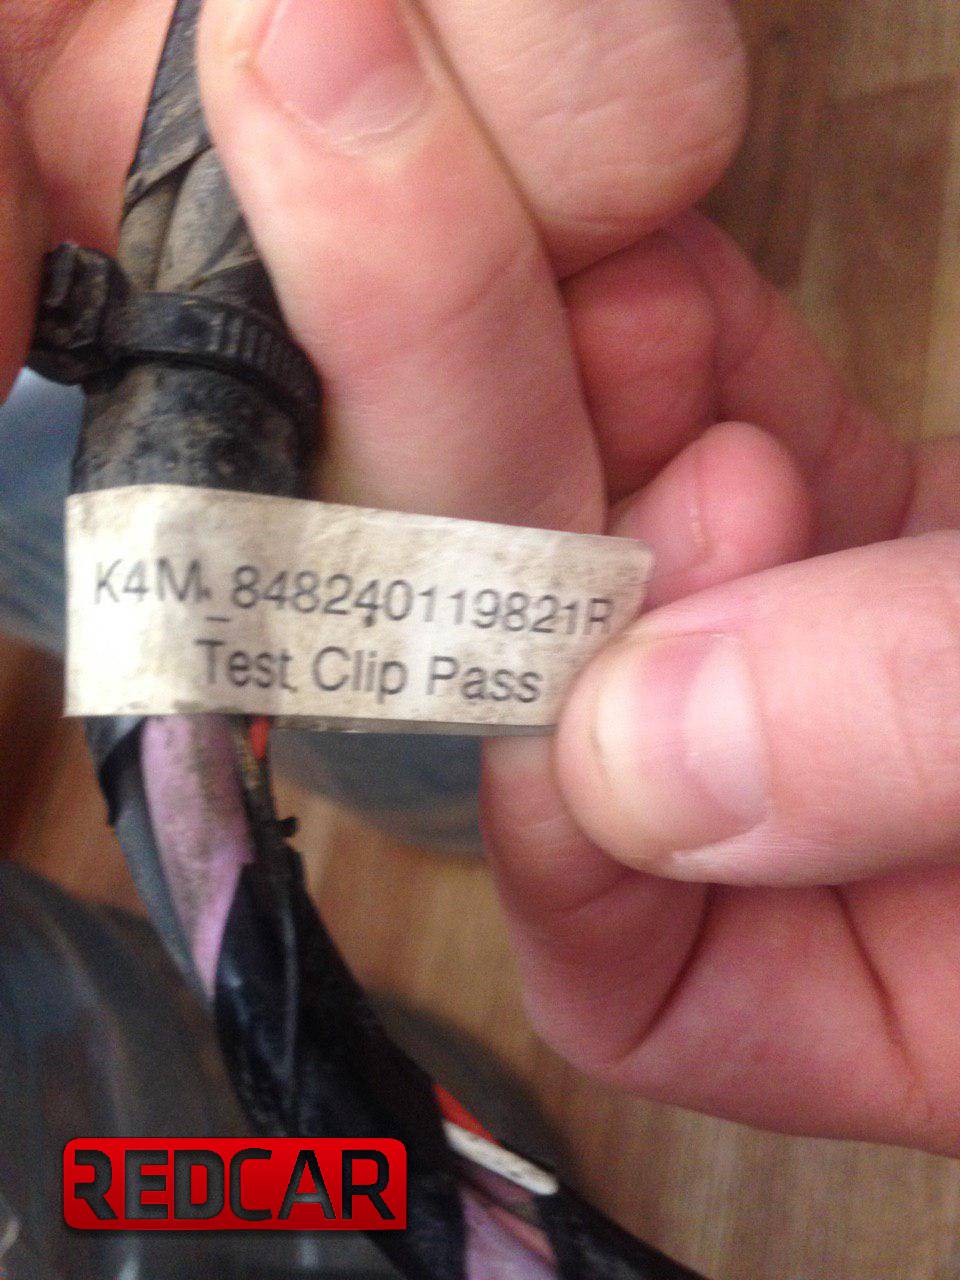 K4M_848240119821R
Test Clip Pass
REDCAR